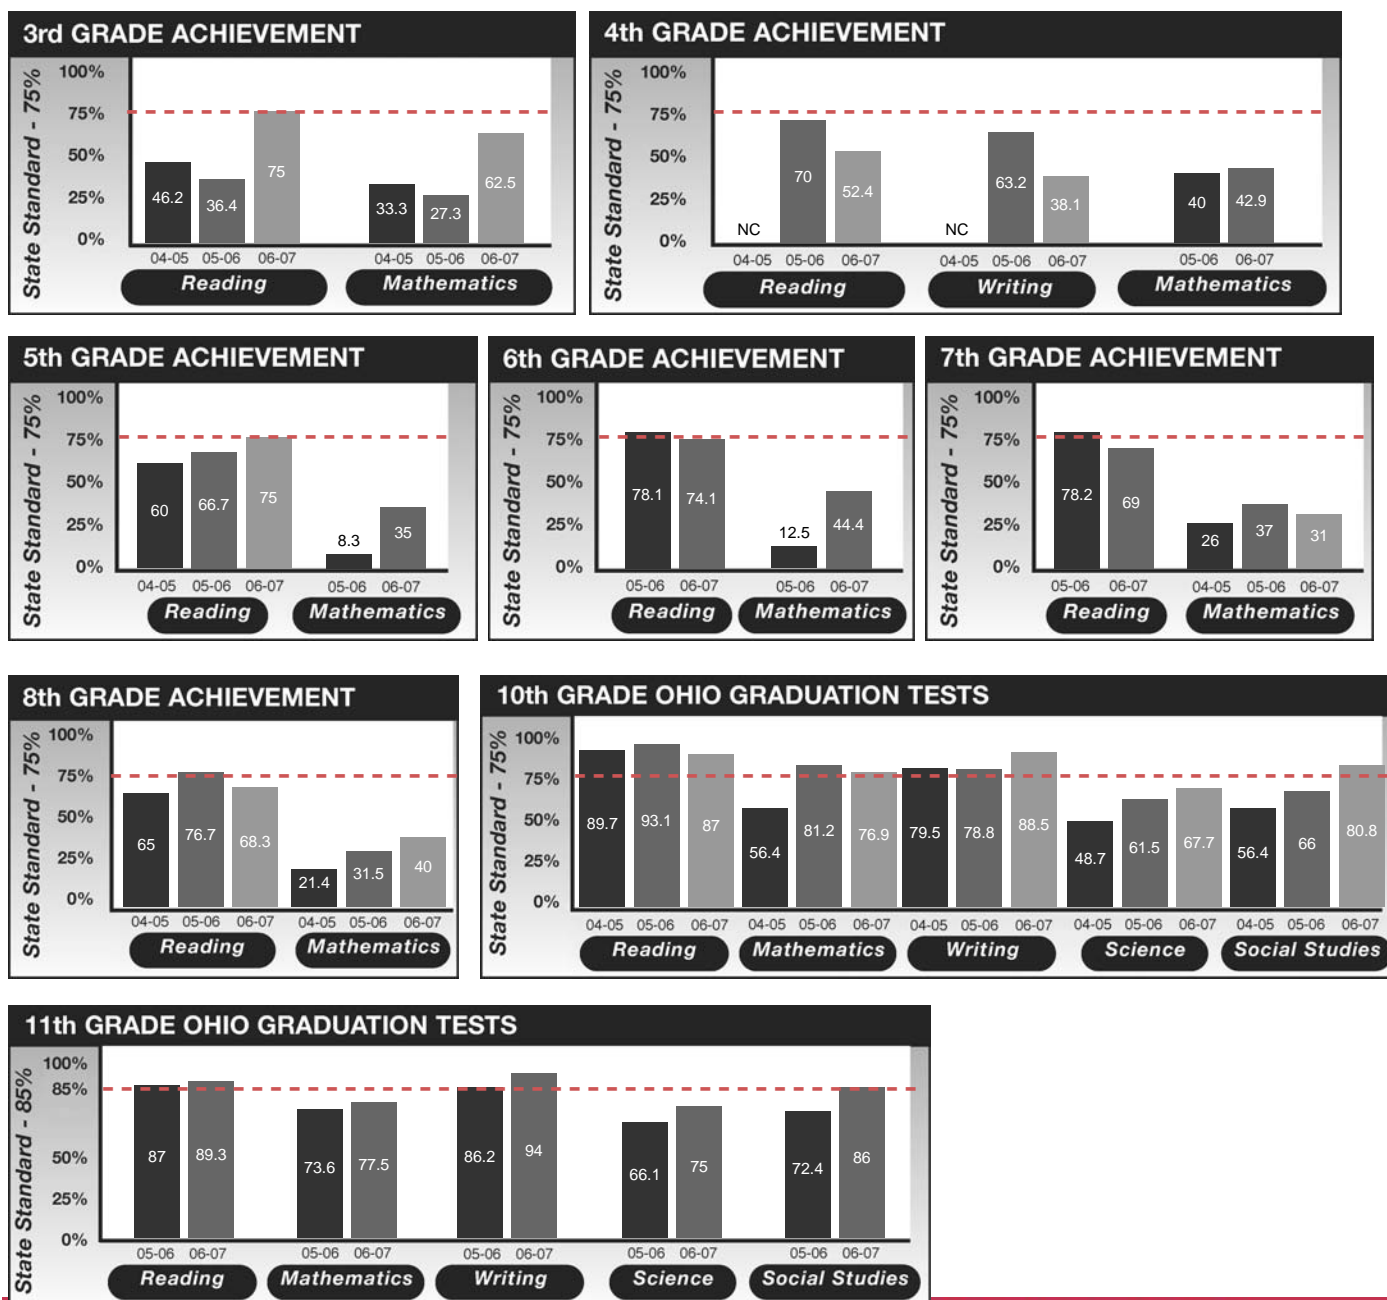 3rd GRADE ACHIEVEMENT
State Standard - 75%
100%
75%
50%
25%
0%
46.2
36.4
75
33.3
27.3
62.5
04-05 05-06 06-07 04-05 05-06 06-07
Reading Mathematics
4th GRADE ACHIEVEMENT
State Standard - 75%
100%
75%
50%
25%
0%
NC
70
52.4
NC
63.2
38.1
40
42.9
04-05 05-06 06-07 04-05 05-06 06-07 05-06 06-07
Reading Writing Mathematics
5th GRADE ACHIEVEMENT
State Standard - 75%
100%
75%
50%
25%
0%
60
66.7
75
8.3
35
04-05 05-06 06-07 05-06 06-07
Reading Mathematics
6th GRADE ACHIEVEMENT
State Standard - 75%
100%
75%
50%
25%
0%
78.1
74.1
12.5
44.4
05-06 06-07 05-06 06-07
Reading Mathematics
7th GRADE ACHIEVEMENT
State Standard - 75%
100%
75%
50%
25%
0%
78.2
69
26
37
31
05-06 06-07 04-05 05-06 06-07
Reading Mathematics
8th GRADE ACHIEVEMENT
State Standard - 75%
100%
75%
50%
25%
0%
65
76.7
68.3
21.4
31.5
40
04-05 05-06 06-07 04-05 05-06 06-07
Reading Mathematics
10th GRADE OHIO GRADUATION TESTS
State Standard - 75%
100%
75%
50%
25%
0%
89.7
93.1
87
56.4
81.2
76.9
79.5
78.8
88.5
48.7
61.5
67.7
56.4
66
80.8
04-05 05-06 06-07 04-05 05-06 06-07 04-05 05-06 06-07 04-05 05-06 06-07 04-05 05-06 06-07
Reading Mathematics Writing Science Social Studies
11th GRADE OHIO GRADUATION TESTS
State Standard - 85%
100%
85%
50%
25%
0%
87
89.3
73.6
77.5
86.2
94
66.1
75
72.4
86
05-06 06-07 05-06 06-07 05-06 06-07 05-06 06-07 05-06 06-07
Reading Mathematics Writing Science Social Studies